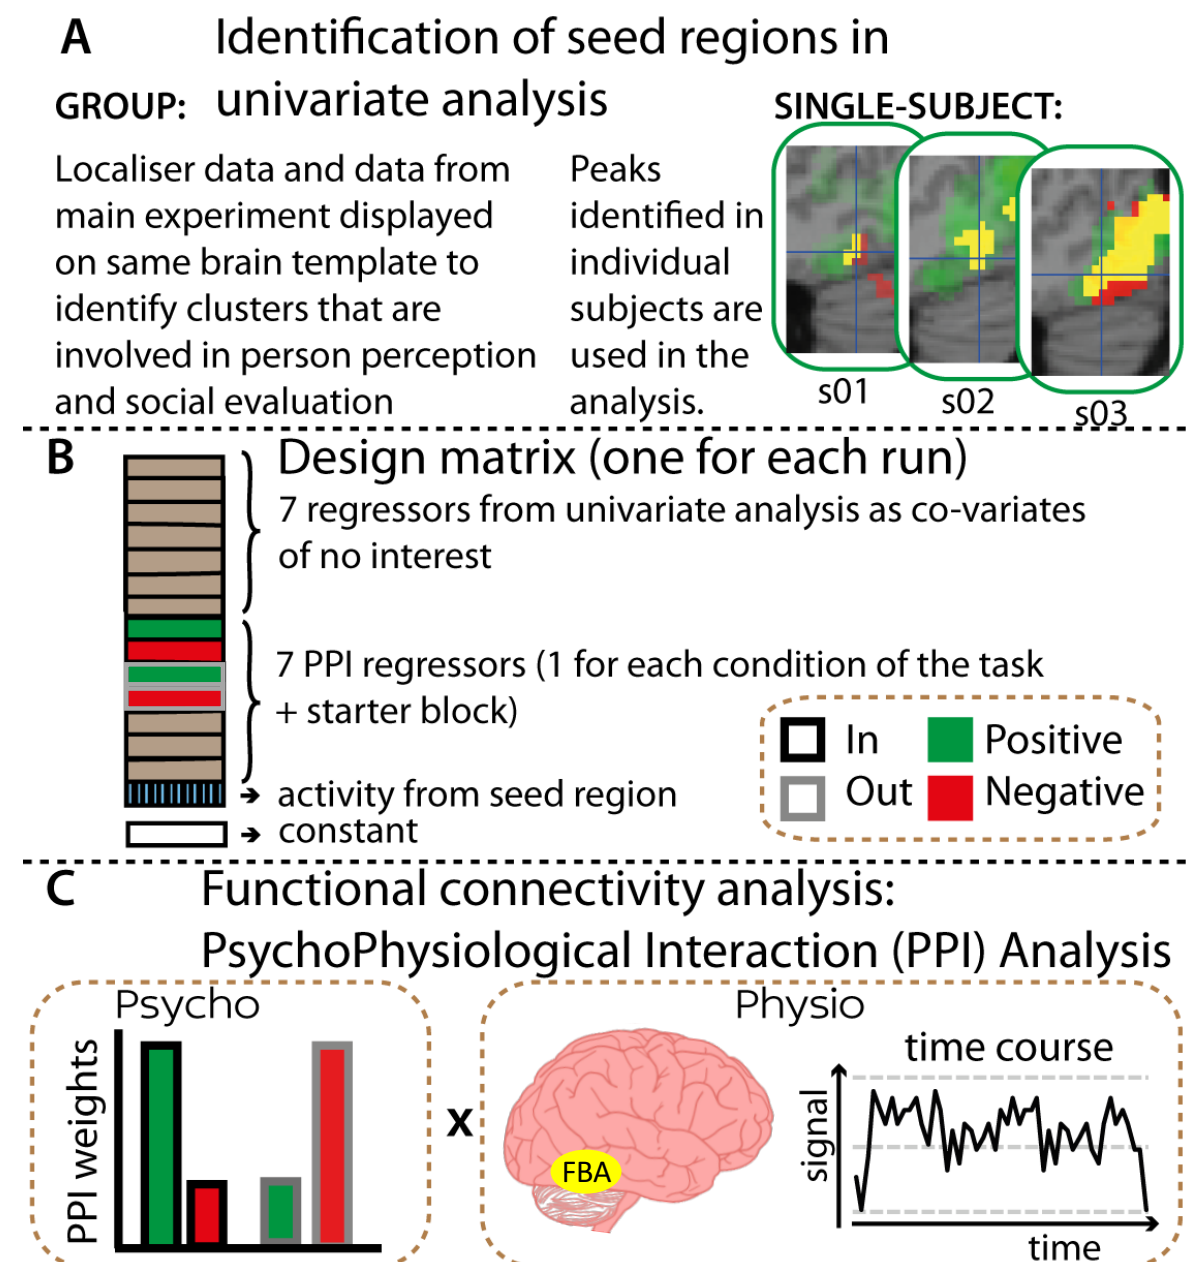 A
Identification of seed regions in
univariate analysis
GROUP:
Localiser data and data from
main experiment displayed
on same brain template to
identify clusters that are
involved in person perception
and social evaluation
Peaks
identified in
individual
subjects are
used in the
analysis.
SINGLE-SUBJECT:
s01
s02
s03
B
Design matrix (one for each run)
7 regressors from univariate analysis as co-variates
of no interest
7 PPI regressors (1 for each condition of the task
+ starter block)
In
Positive
Out
Negative
activity from seed region
constant
C
Functional connectivity analysis:
PsychoPhysiological Interaction (PPI) Analysis
Psycho
PPI weights
x
Physio
FBA
time course
signal
time